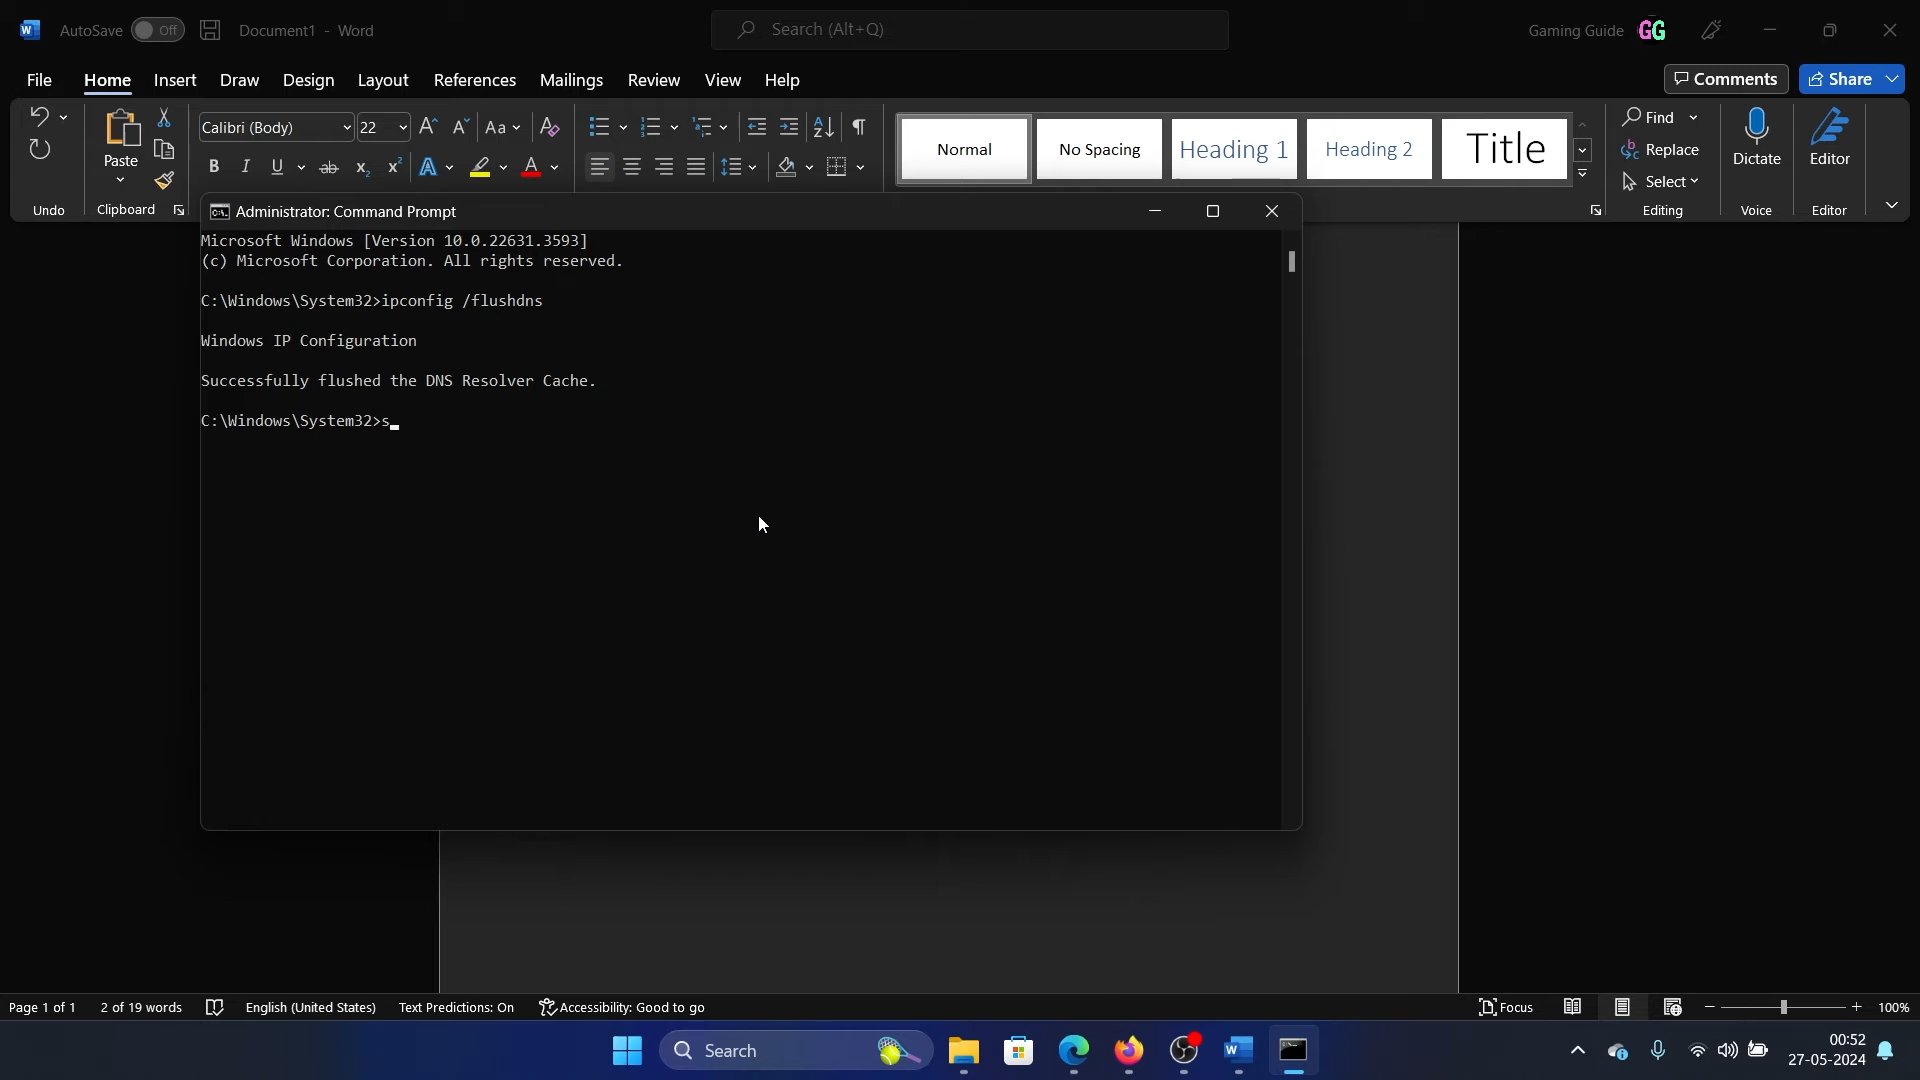 AutoSave Off Document1 - Word
Search (Alt+Q)
Gaming Guide GG
File Home Insert Draw Design Layout References Mailings Review View Help
Comments Share
Paste
Undo Clipboard
Calibri (Body) 22
Normal No Spacing Heading 1 Heading 2 Title
Find
Replace
Select
Editing
Dictate
Voice
Editor
Editor
Administrator: Command Prompt
Microsoft Windows [Version 10.0.22631.3593]
(c) Microsoft Corporation. All rights reserved.
C:\Windows\System32>ipconfig /flushdns
Windows IP Configuration
Successfully flushed the DNS Resolver Cache.
C:\Windows\System32>s
Page 1 of 1 2 of 19 words English (United States) Text Predictions: On Accessibility: Good to go
Focus 100%
Search
00:52
27-05-2024